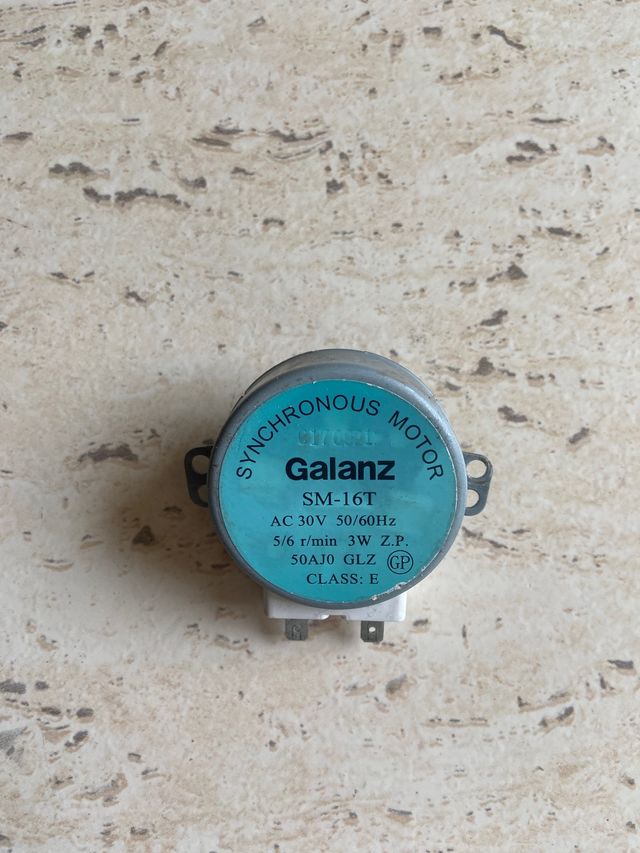 SYNCHRONOUS MOTOR
Galanz
SM-16T
AC 30V 50/60Hz
5/6 r/min 3W Z.P.
50AJ0 GLZ GP
CLASS: E